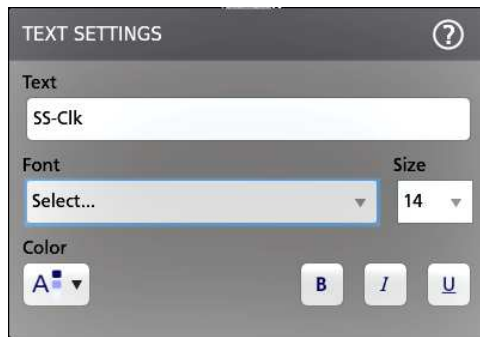 TEXT SETTINGS ?
Text
SS-Clk
Font Size
Select... 14
Color
A B I U